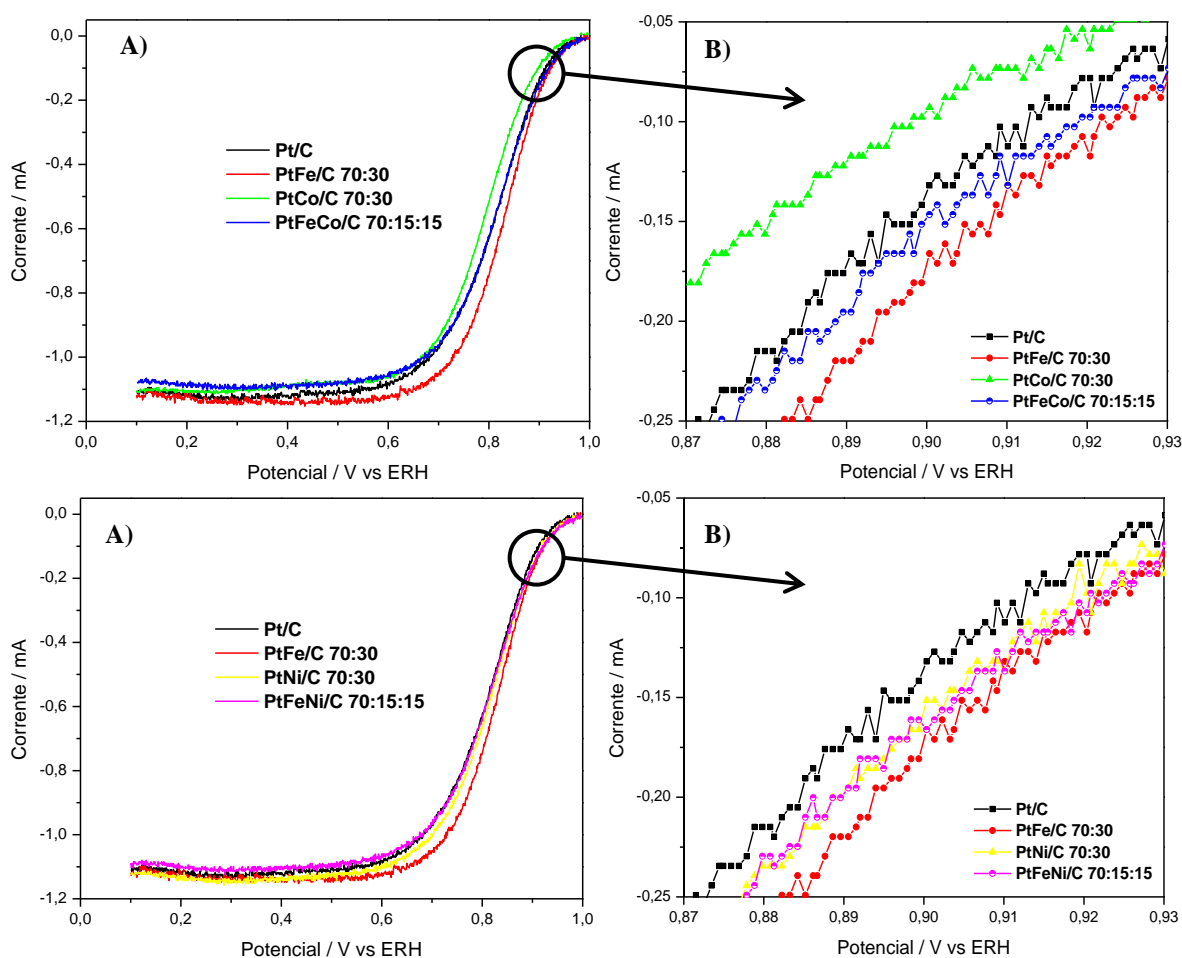 A)
0,0
-0,2
-0,4
-0,6
-0,8
-1,0
-1,2
Corrente / mA
Pt/C
PtFe/C 70:30
PtCo/C 70:30
PtFeCo/C 70:15:15
0,0 0,2 0,4 0,6 0,8 1,0
Potencial / V vs ERH
B)
-0,05
-0,10
-0,15
-0,20
-0,25
Corrente / mA
Pt/C
PtFe/C 70:30
PtCo/C 70:30
PtFeCo/C 70:15:15
0,87 0,88 0,89 0,90 0,91 0,92 0,93
Potencial / V vs ERH
A)
0,0
-0,2
-0,4
-0,6
-0,8
-1,0
-1,2
Corrente / mA
Pt/C
PtFe/C 70:30
PtNi/C 70:30
PtFeNi/C 70:15:15
0,0 0,2 0,4 0,6 0,8 1,0
Potencial / V vs ERH
B)
-0,05
-0,10
-0,15
-0,20
-0,25
Corrente / mA
Pt/C
PtFe/C 70:30
PtNi/C 70:30
PtFeNi/C 70:15:15
0,87 0,88 0,89 0,90 0,91 0,92 0,93
Potencial / V vs ERH